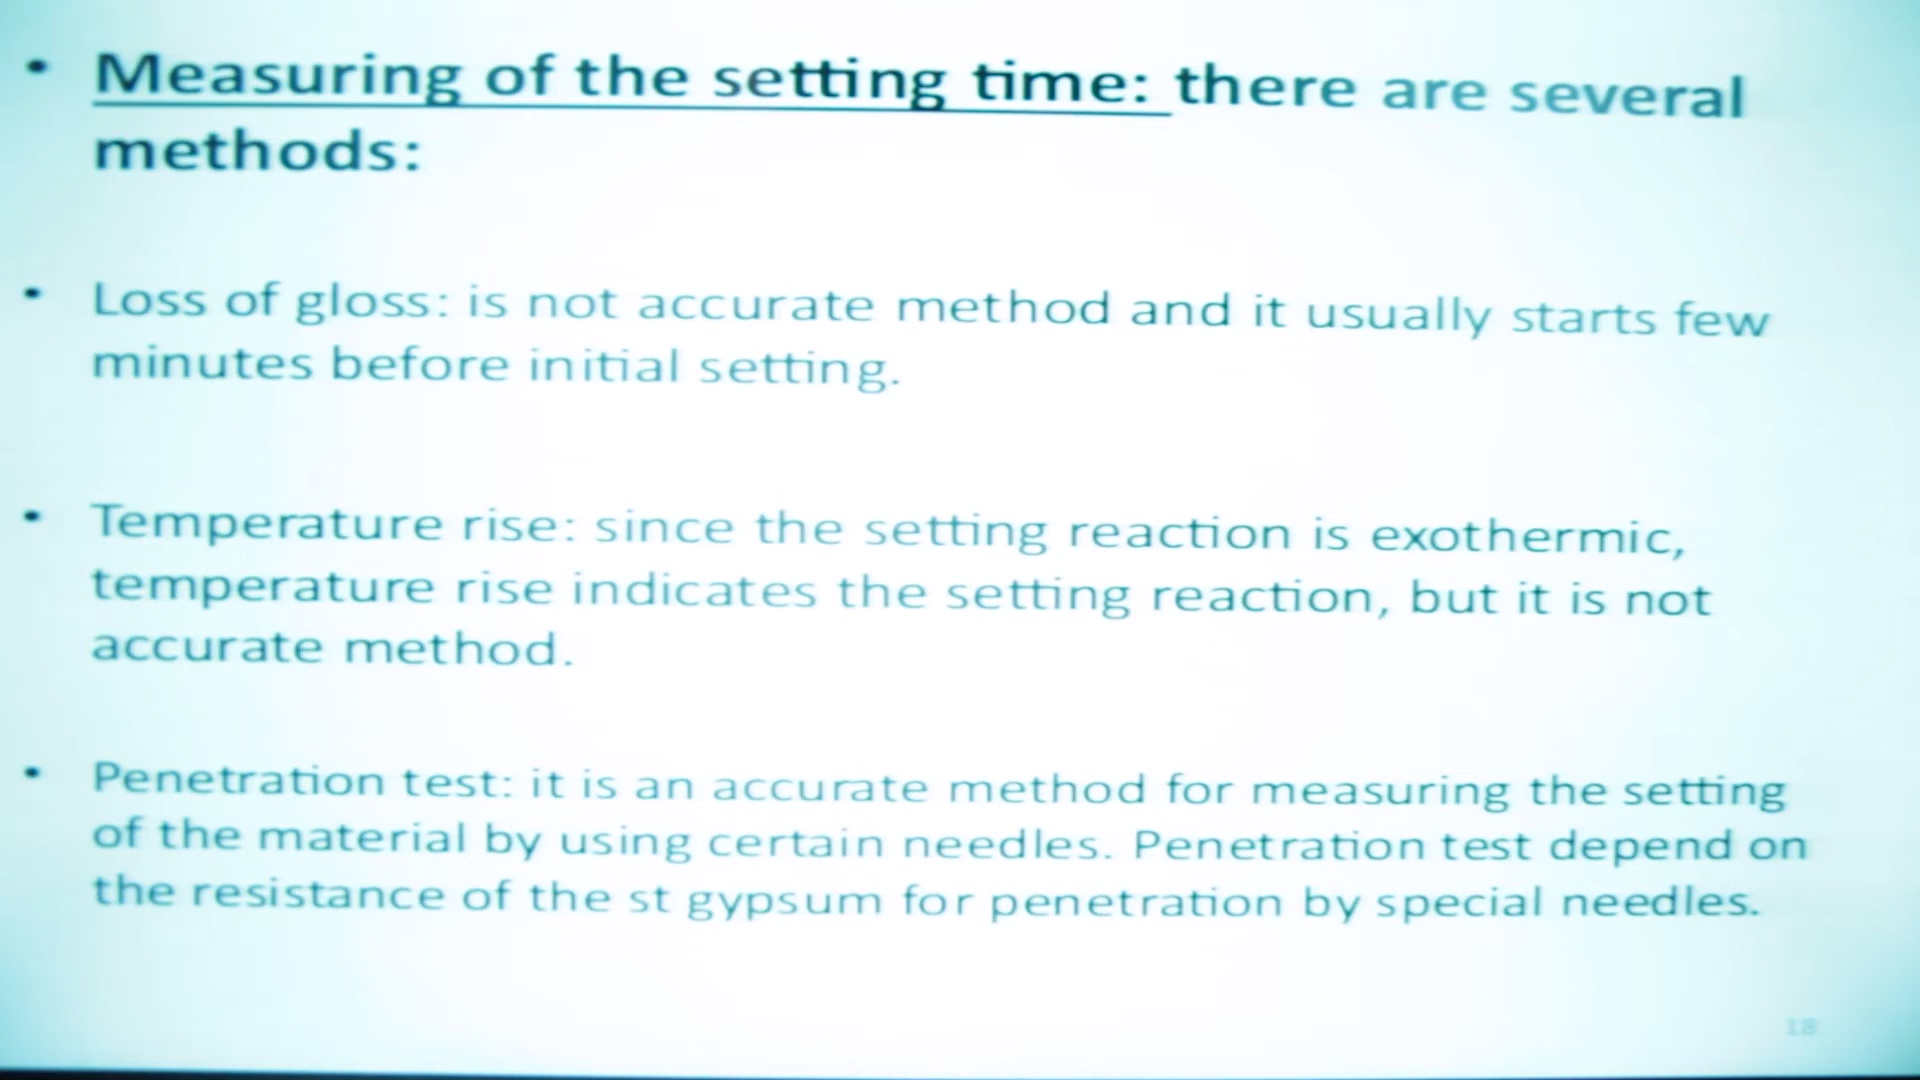 • Measuring of the setting time: there are several
methods:
• Loss of gloss: is not accurate method and it usually starts few
minutes before initial setting.
• Temperature rise: since the setting reaction is exothermic,
temperature rise indicates the setting reaction, but it is not
accurate method.
• Penetration test: it is an accurate method for measuring the setting
of the material by using certain needles. Penetration test depend on
the resistance of the st gypsum for penetration by special needles.
18